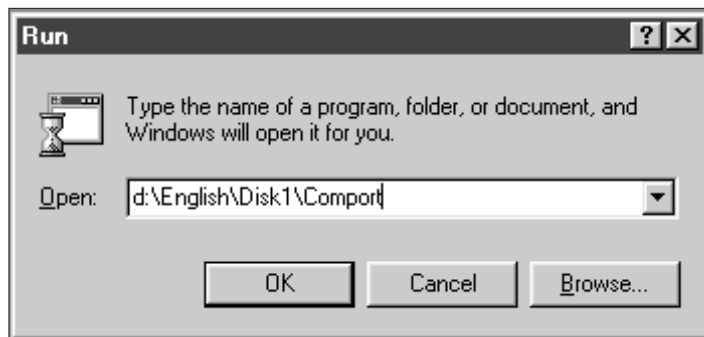 Run
Type the name of a program, folder, or document, and
Windows will open it for you.
Open: d:\English\Disk1\Comport
OK Cancel Browse...